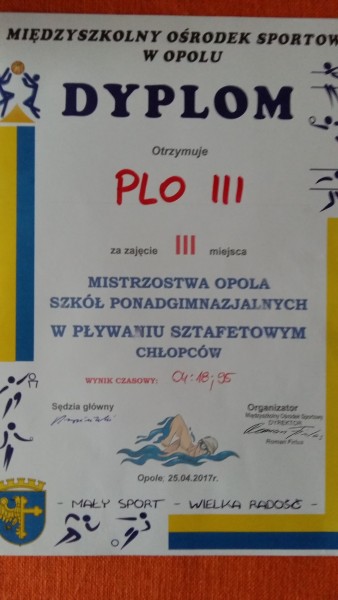 MIĘDZYSZKOLNY OŚRODEK SPORTOW
W OPOLU
DYPLOM
Otrzymuje
PLO III
za zajęcie III miejsca
MISTRZOSTWA OPOLA
SZKÓŁ PONADGIMNAZJALNYCH
W PŁYWANIU SZTAFETOWYM
CHŁOPCÓW
WYNIK CZASOWY: 04:18,95
Sędzia główny
Organizator
Międzyszkolny Ośrodek Sportowy
DYREKTOR
Opole, 25.04.2017r.
- MAŁY SPORT - WIELKA RADOŚĆ -